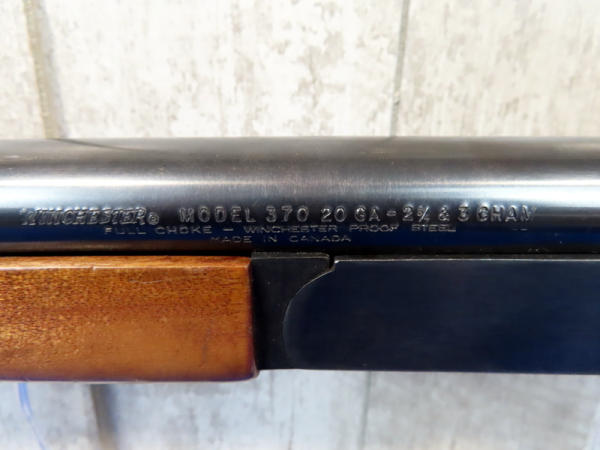 WINCHESTER® MODEL 370 20 GA - 2¾ & 3 CHAM
FULL CHOKE - WINCHESTER PROOF STEEL
MADE IN CANADA